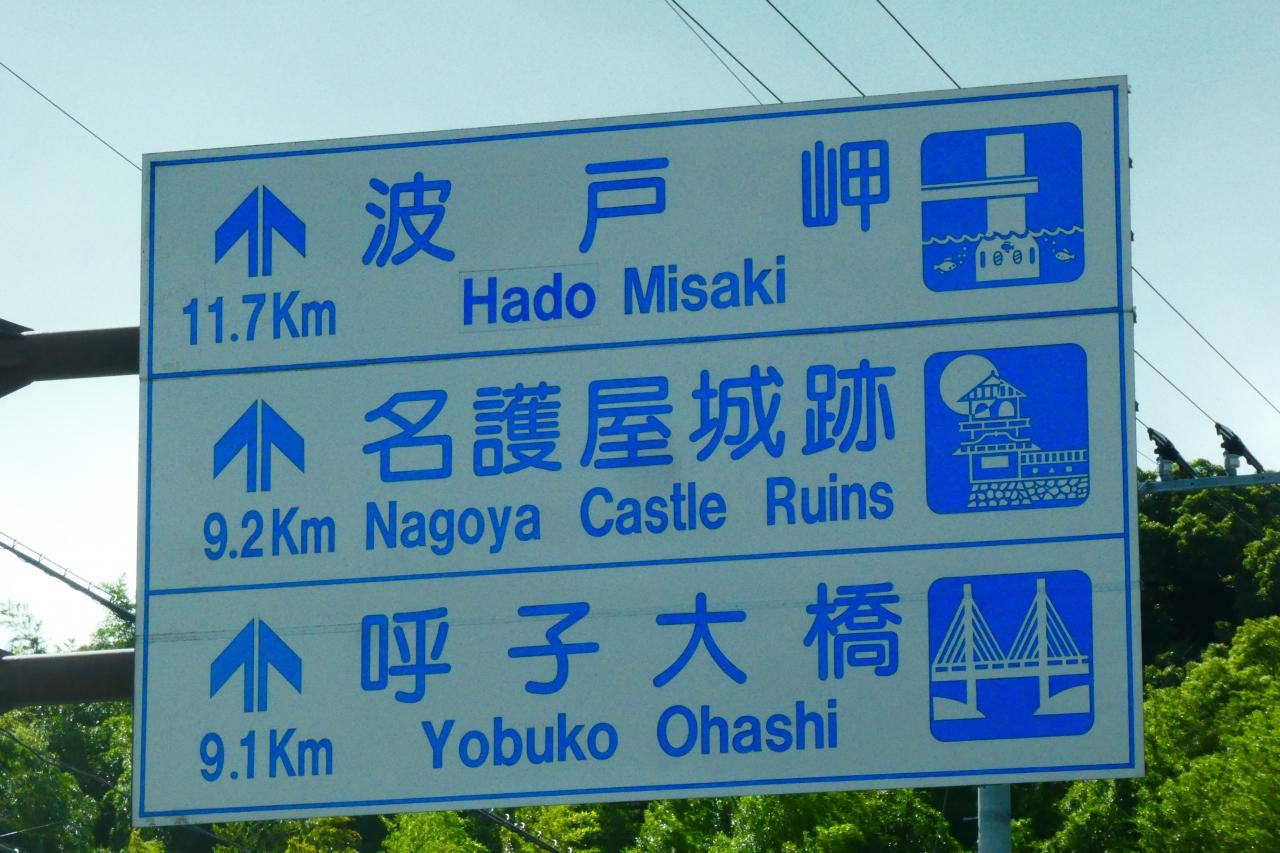 波戸岬
Hado Misaki
11.7Km
名護屋城跡
9.2Km Nagoya Castle Ruins
呼子大橋
Yobuko Ohashi
9.1Km